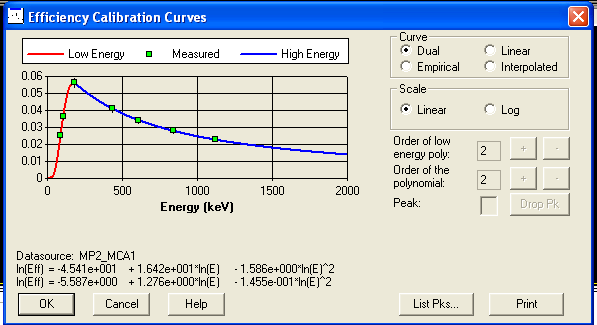 Efficiency Calibration Curves
Low Energy Measured High Energy
0.06
0.05
0.04
0.03
0.02
0.01
0
0 500 1000 1500 2000
Energy (keV)
Curve
Dual Linear
Empirical Interpolated
Scale
Linear Log
Order of low energy poly: 2 + -
Order of the polynomial: 2 + -
Peak: Drop Pk
Datasource: MP2_MCA1
ln(Eff) = -4.541e+001 + 1.642e+001*ln(E) - 1.586e+000*ln(E)^2
ln(Eff) = -5.587e+000 + 1.276e+000*ln(E) - 1.455e-001*ln(E)^2
OK Cancel Help List Pks... Print